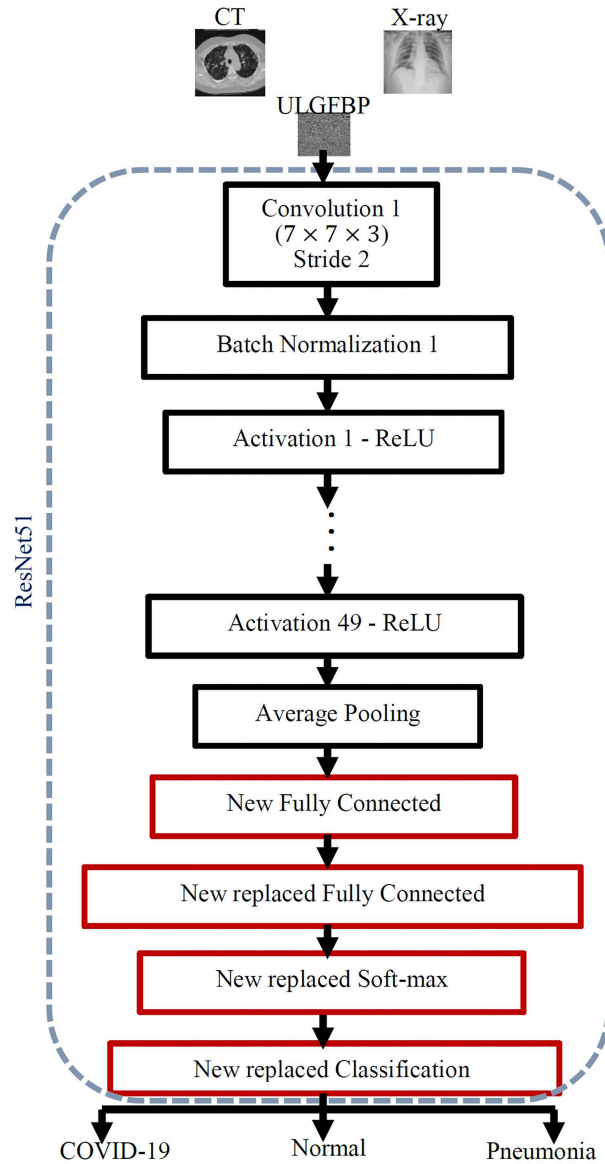 CT
X-ray
ULGFBP
Convolution 1
(7 × 7 × 3)
Stride 2
Batch Normalization 1
Activation 1 - ReLU
Activation 49 - ReLU
ResNet51
Average Pooling
New Fully Connected
New replaced Fully Connected
New replaced Soft-max
New replaced Classification
COVID-19
Normal
Pneumonia